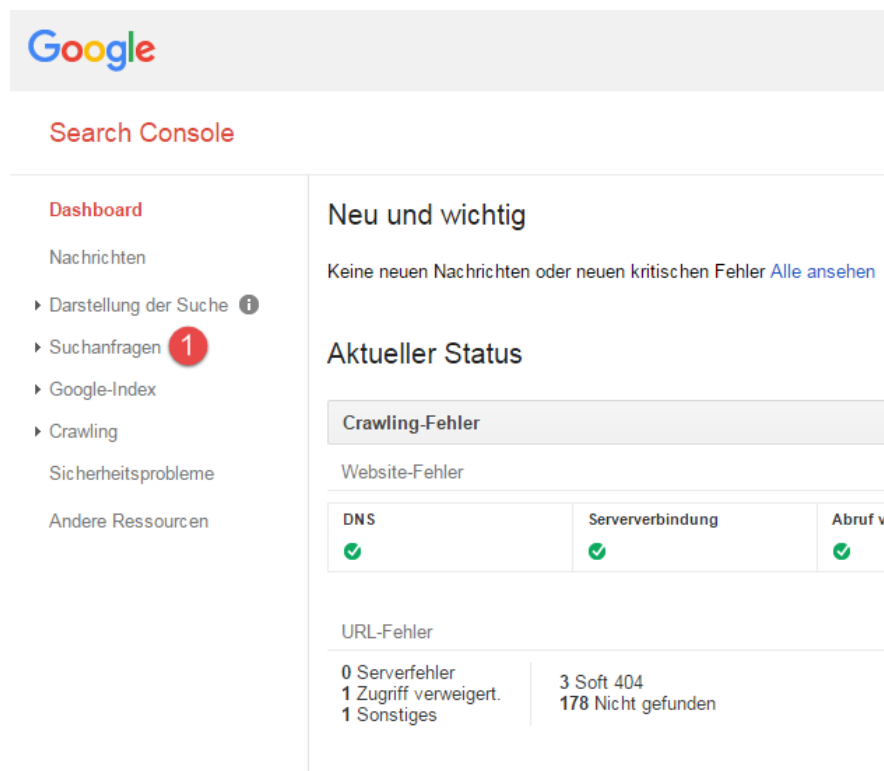 Google
Search Console
Dashboard
Nachrichten
Darstellung der Suche
Suchanfragen 1
Google-Index
Crawling
Sicherheitsprobleme
Andere Ressourcen
Neu und wichtig
Keine neuen Nachrichten oder neuen kritischen Fehler Alle ansehen
Aktueller Status
Crawling-Fehler
Website-Fehler
DNS
Serververbindung
Abruf v
URL-Fehler
0 Serverfehler
1 Zugriff verweigert.
1 Sonstiges
3 Soft 404
178 Nicht gefunden